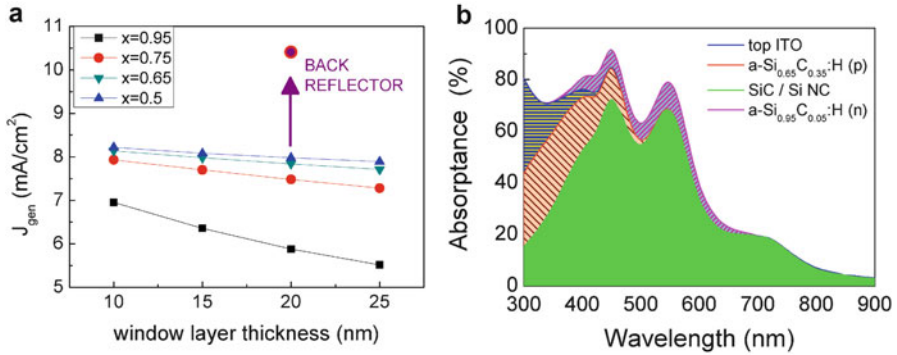 a
11
10
9
8
7
6
5
J_gen (mA/cm²)
x=0.95
x=0.75
x=0.65
x=0.5
BACK
REFLECTOR
10 15 20 25
window layer thickness (nm)
b
100
80
60
40
20
0
Absorptance (%)
top ITO
a-Si₀.₆₅C₀.₃₅:H (p)
SiC / Si NC
a-Si₀.₉₅C₀.₀₅:H (n)
300 400 500 600 700 800 900
Wavelength (nm)